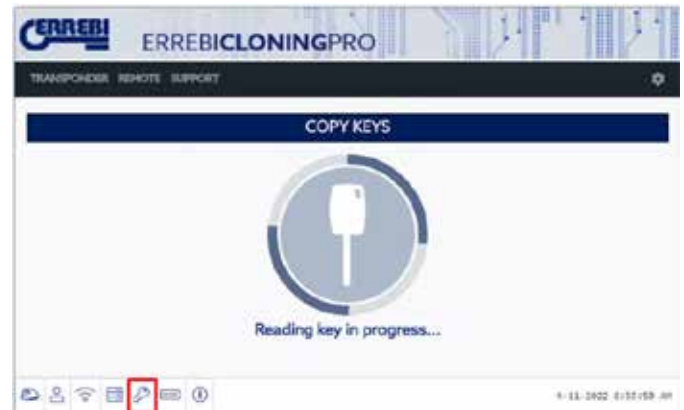 ERREBI
ERREBICLONINGPRO
TRANSPONDER REMOTE SUPPORT
COPY KEYS
Reading key in progress...